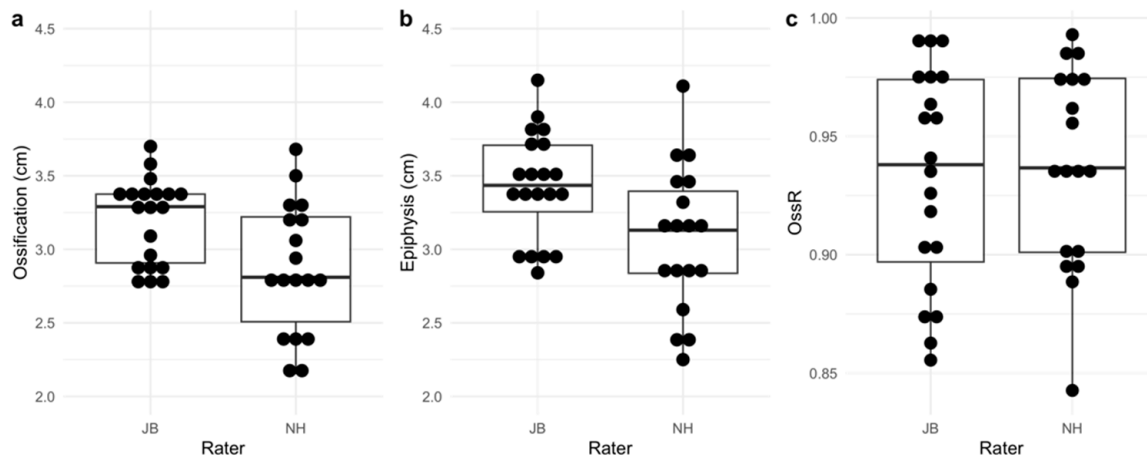 a
4.5
4.0
3.5
3.0
2.5
2.0
Ossification (cm)
JB
NH
Rater
b
4.5
4.0
3.5
3.0
2.5
2.0
Epiphysis (cm)
JB
NH
Rater
c
1.00
0.95
0.90
0.85
OssR
JB
NH
Rater